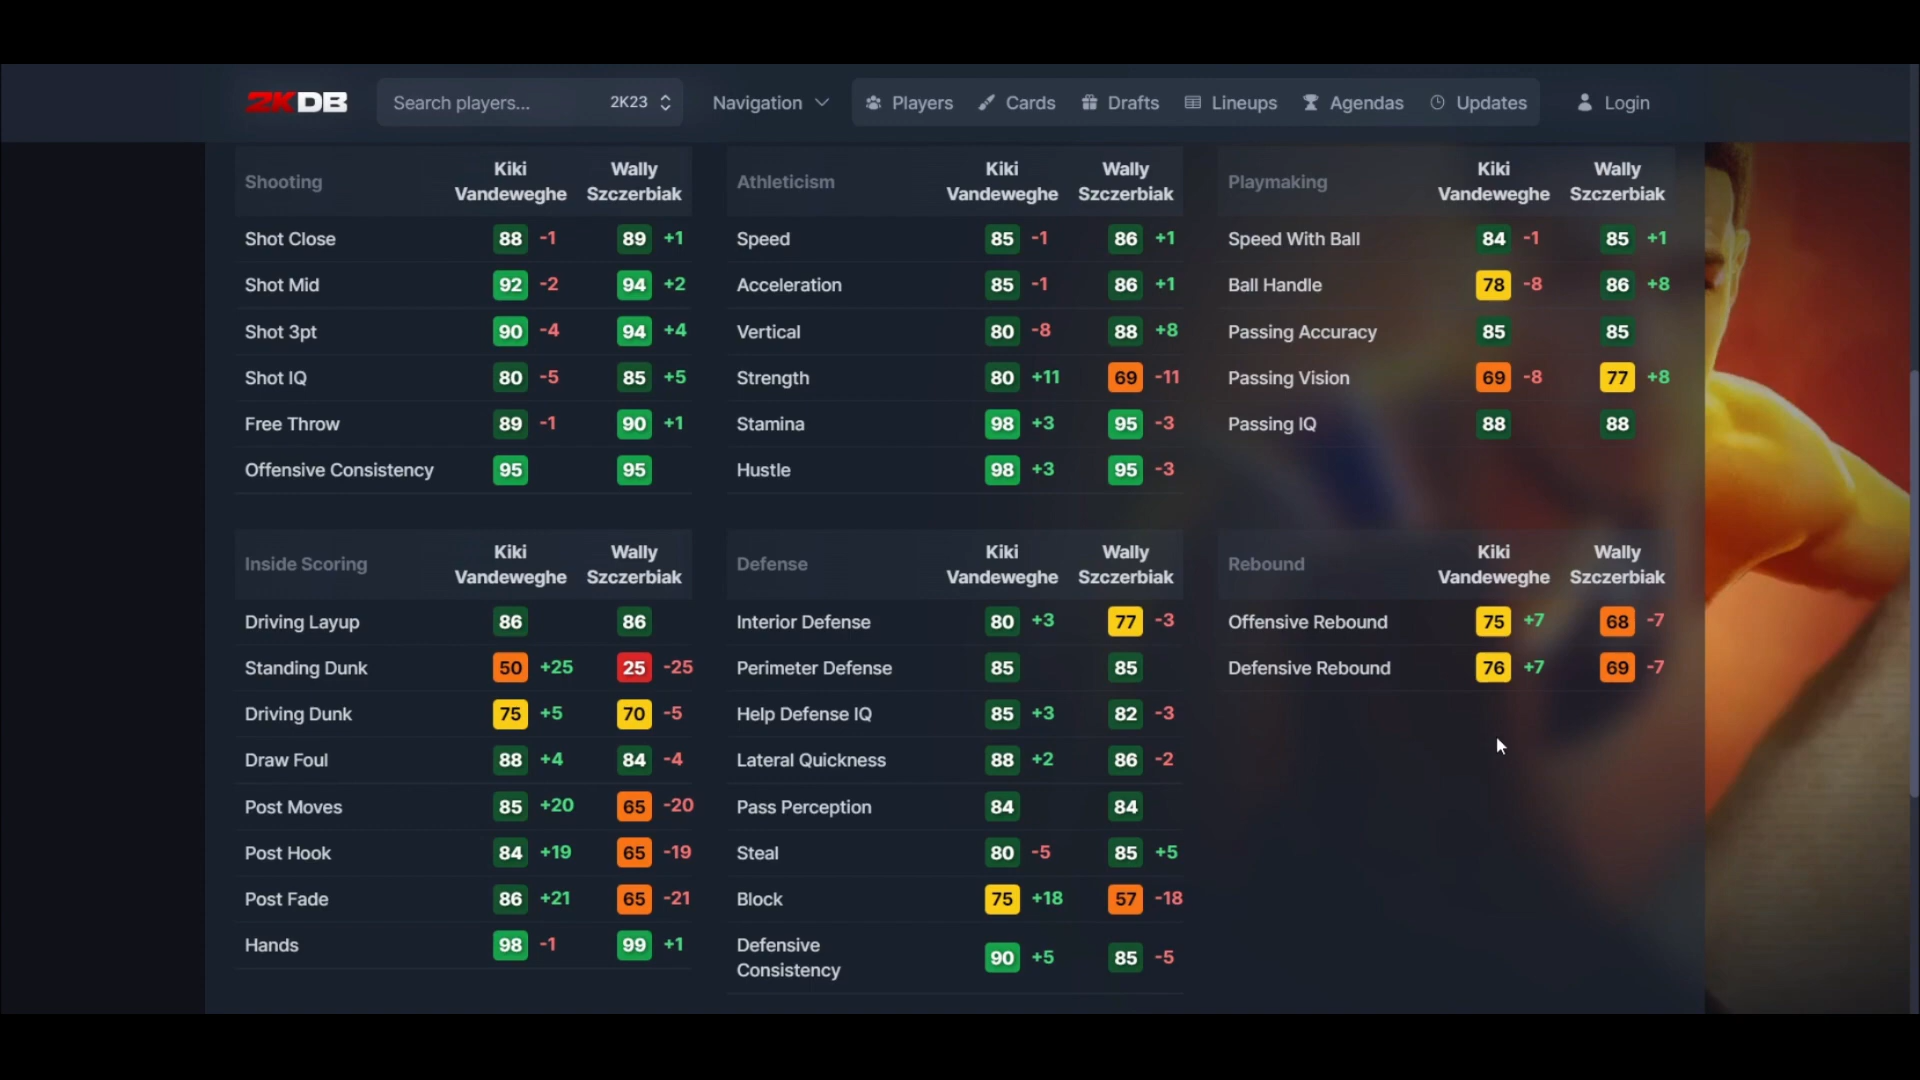 2KDB Search players... 2K23 Navigation Players Cards Drafts Lineups Agendas Updates Login
Shooting Kiki Vandeweghe Wally Szczerbiak
Shot Close 88 -1 89 +1
Shot Mid 92 -2 94 +2
Shot 3pt 90 -4 94 +4
Shot IQ 80 -5 85 +5
Free Throw 89 -1 90 +1
Offensive Consistency 95 95
Athleticism Kiki Vandeweghe Wally Szczerbiak
Speed 85 -1 86 +1
Acceleration 85 -1 86 +1
Vertical 80 -8 88 +8
Strength 80 +11 69 -11
Stamina 98 +3 95 -3
Hustle 98 +3 95 -3
Playmaking Kiki Vandeweghe Wally Szczerbiak
Speed With Ball 84 -1 85 +1
Ball Handle 78 -8 86 +8
Passing Accuracy 85 85
Passing Vision 69 -8 77 +8
Passing IQ 88 88
Inside Scoring Kiki Vandeweghe Wally Szczerbiak
Driving Layup 86 86
Standing Dunk 50 +25 25 -25
Driving Dunk 75 +5 70 -5
Draw Foul 88 +4 84 -4
Post Moves 85 +20 65 -20
Post Hook 84 +19 65 -19
Post Fade 86 +21 65 -21
Hands 98 -1 99 +1
Defense Kiki Vandeweghe Wally Szczerbiak
Interior Defense 80 +3 77 -3
Perimeter Defense 85 85
Help Defense IQ 85 +3 82 -3
Lateral Quickness 88 +2 86 -2
Pass Perception 84 84
Steal 80 -5 85 +5
Block 75 +18 57 -18
Defensive Consistency 90 +5 85 -5
Rebound Kiki Vandeweghe Wally Szczerbiak
Offensive Rebound 75 +7 68 -7
Defensive Rebound 76 +7 69 -7